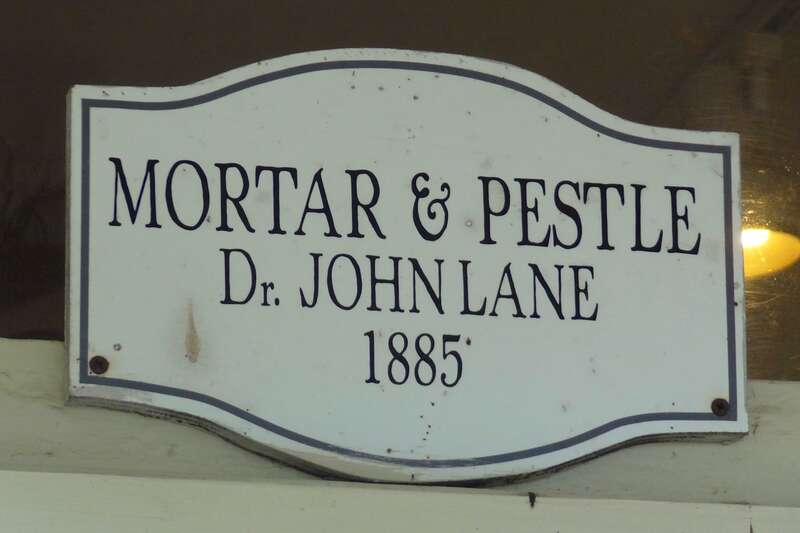 MORTAR & PESTLE
Dr. JOHN LANE
1885